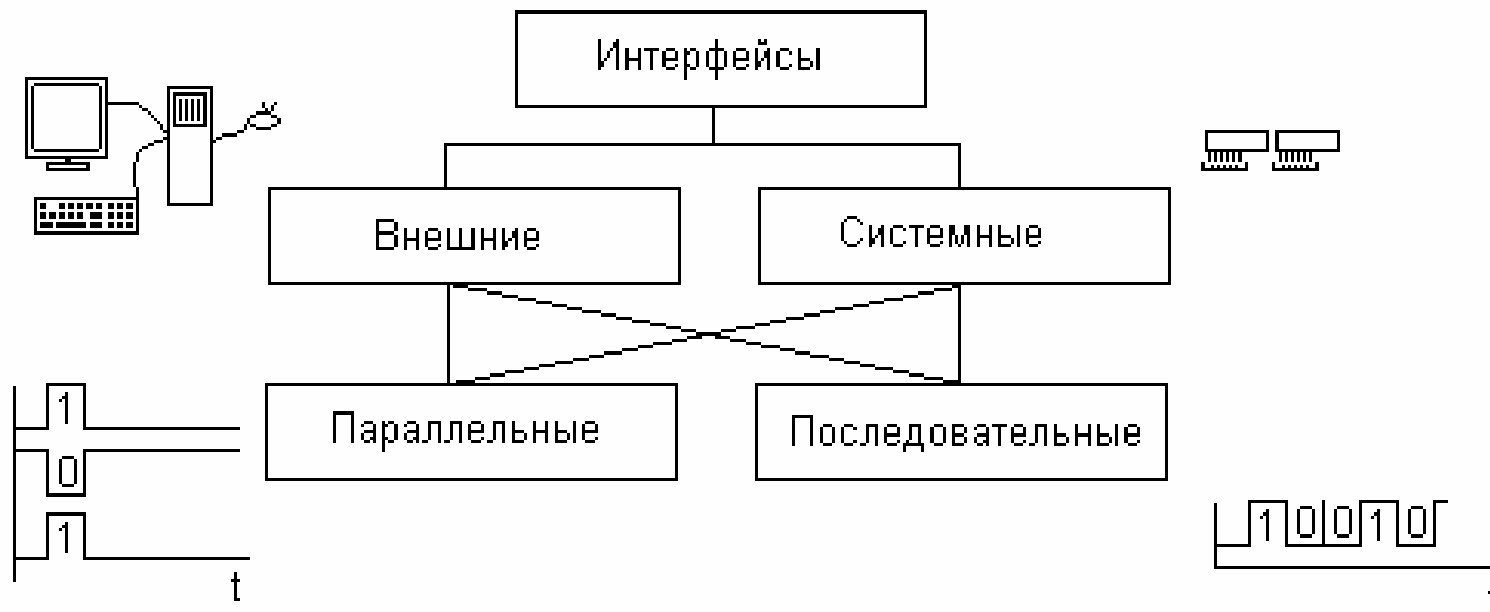 Интерфейсы
Внешние
Системные
Параллельные
Последовательные
1
0
1
t
1 0 0 1 0